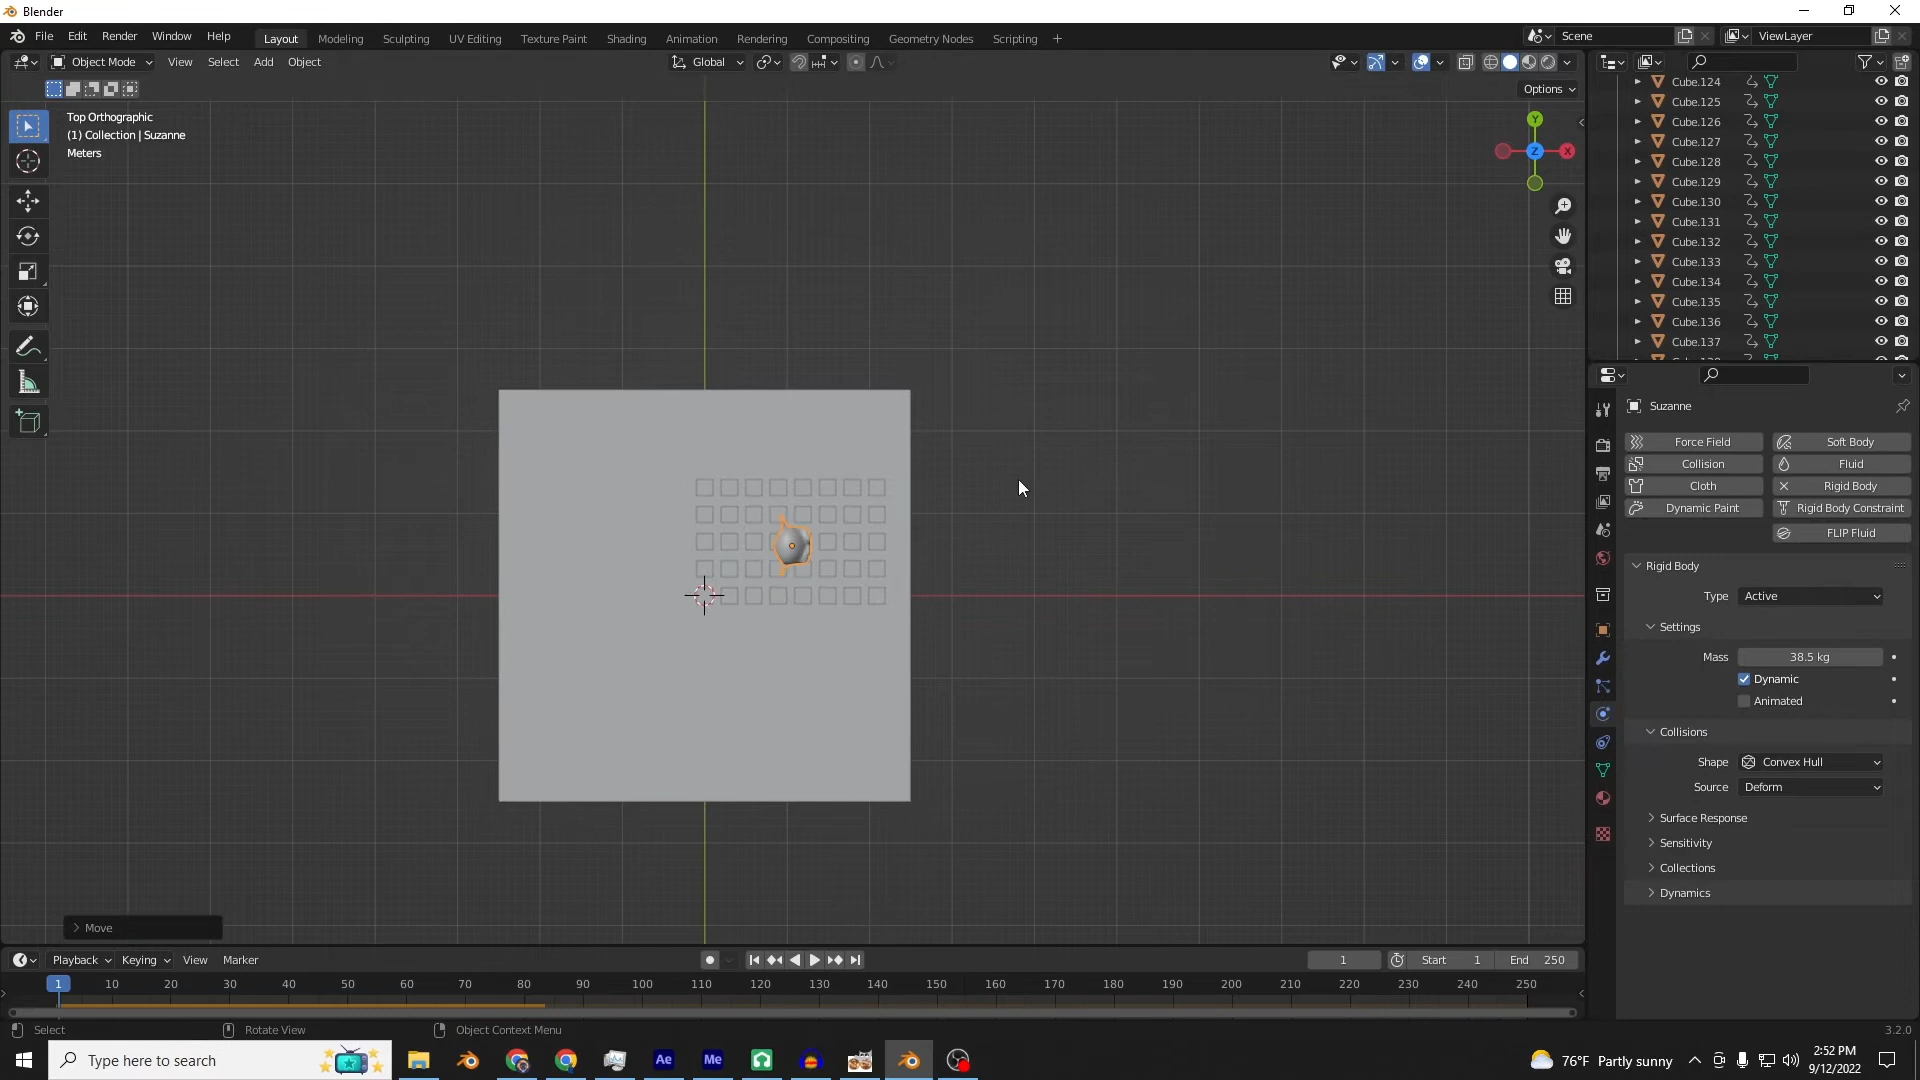 Blender
File Edit Render Window Help
Layout Modeling Sculpting UV Editing Texture Paint Shading Animation Rendering Compositing Geometry Nodes Scripting +
Scene
ViewLayer
Object Mode View Select Add Object
Global
Options
Top Orthographic
(1) Collection | Suzanne
Meters
Y
Z
X
Cube.124
Cube.125
Cube.126
Cube.127
Cube.128
Cube.129
Cube.130
Cube.131
Cube.132
Cube.133
Cube.134
Cube.135
Cube.136
Cube.137
Suzanne
Force Field Soft Body
Collision Fluid
Cloth Rigid Body
Dynamic Paint Rigid Body Constraint
FLIP Fluid
Rigid Body
Type Active
Settings
Mass 38.5 kg
Dynamic
Animated
Collisions
Shape Convex Hull
Source Deform
Surface Response
Sensitivity
Collections
Dynamics
Move
Playback Keying View Marker
1 Start 1 End 250
1 10 20 30 40 50 60 70 80 90 100 110 120 130 140 150 160 170 180 190 200 210 220 230 240 250
Select Rotate View Object Context Menu
3.2.0
Type here to search
Ae Me
76°F Partly sunny
2:52 PM
9/12/2022